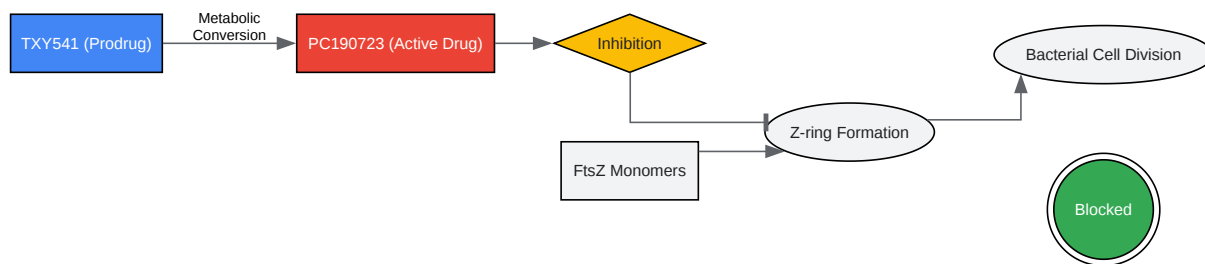 TXY541 (Prodrug)
Metabolic
Conversion
PC190723 (Active Drug)
Inhibition
Bacterial Cell Division
Z-ring Formation
FtsZ Monomers
Blocked